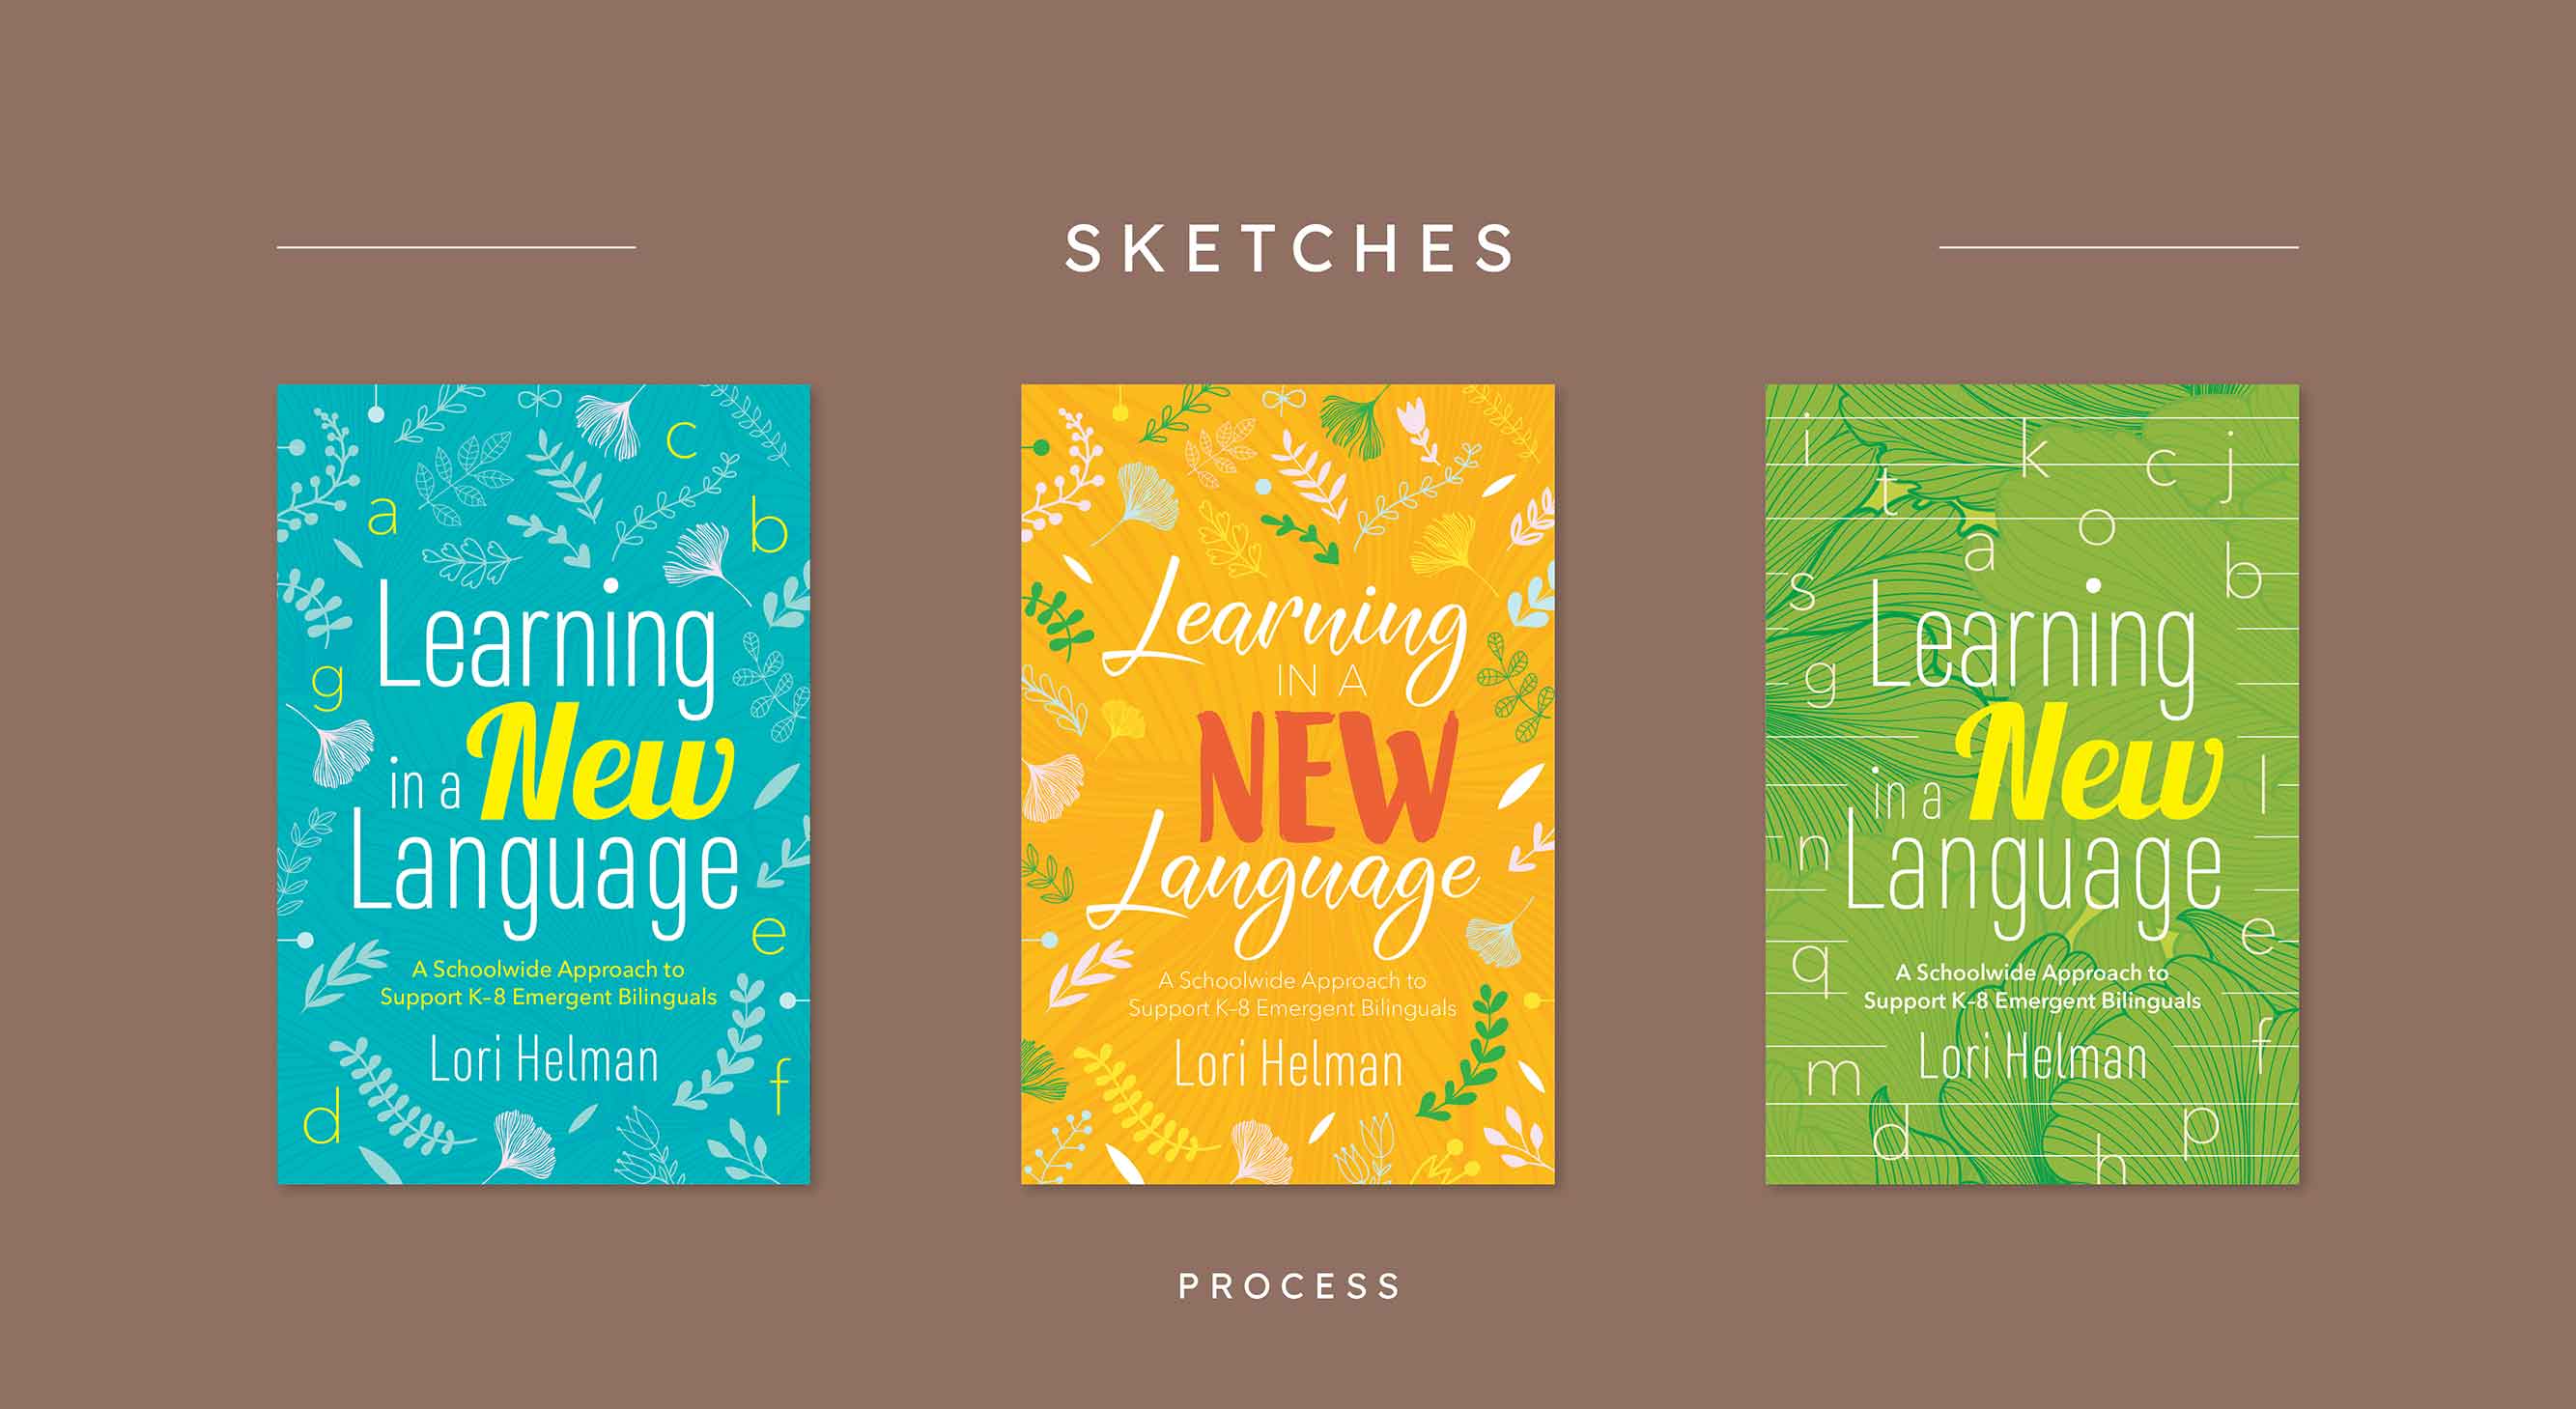 SKETCHES
c
a
b
Learning
g
in a New
Language
e
A Schoolwide Approach to
Support K–8 Emergent Bilinguals
Lori Helman
f
d
Learning
IN A
NEW
Language
A Schoolwide Approach to
Support K–8 Emergent Bilinguals
Lori Helman
i k c j
t
o
a
b
s
Learning
g
in a New
l
Language
n
e
q
A Schoolwide Approach to
Support K–8 Emergent Bilinguals
f
Lori Helman
m
d
p
h
PROCESS